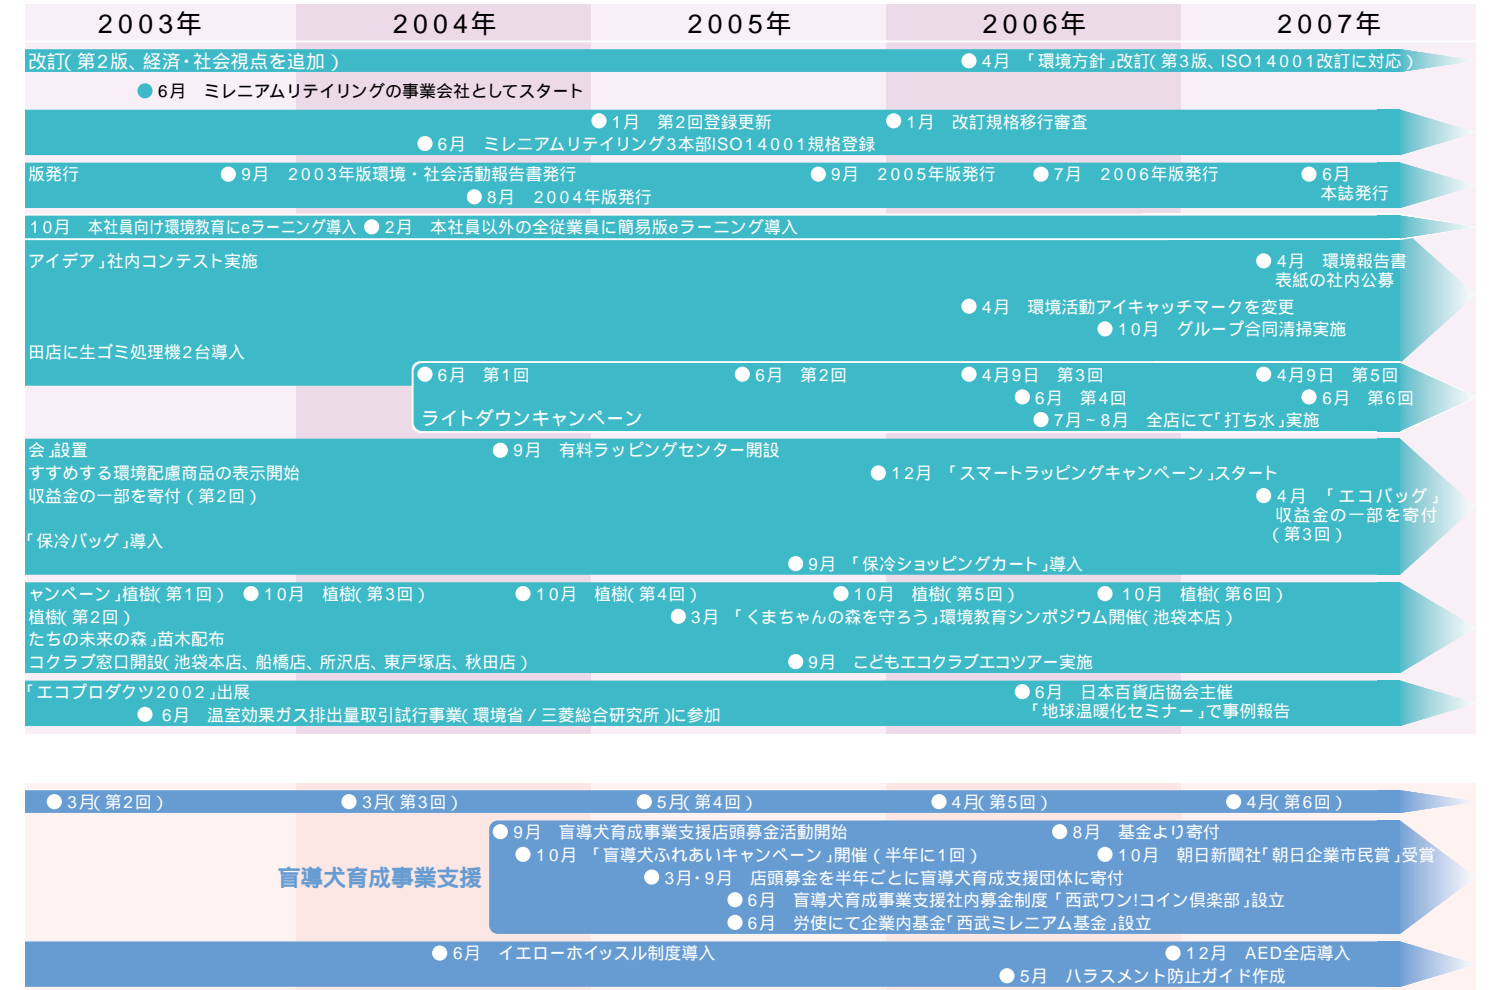 2003年 2004年 2005年 2006年 2007年
改訂(第2版、経済・社会視点を追加) ●4月 「環境方針」改訂(第3版、ISO14001改訂に対応)
●6月 ミレニアムリテイリングの事業会社としてスタート
●1月 第2回登録更新 ●1月 改訂規格移行審査
●6月 ミレニアムリテイリング3本部ISO14001規格登録
版発行 ●9月 2003年版環境・社会活動報告書発行 ●9月 2005年版発行 ●7月 2006年版発行 ●6月
本誌発行
●8月 2004年版発行
10月 本社員向け環境教育にeラーニング導入 ●2月 本社員以外の全従業員に簡易版eラーニング導入
アイデア」社内コンテスト実施 ●4月 環境報告書
表紙の社内公募
●4月 環境活動アイキャッチマークを変更
●10月 グループ合同清掃実施
田店に生ゴミ処理機2台導入
●6月 第1回 ●6月 第2回 ●4月9日 第3回 ●4月9日 第5回
●6月 第4回 ●6月 第6回
ライトダウンキャンペーン ●7月~8月 全店にて「打ち水」実施
会」設置 ●9月 有料ラッピングセンター開設
すすめする環境配慮商品の表示開始 ●12月 「スマートラッピングキャンペーン」スタート
収益金の一部を寄付(第2回) ●4月 「エコバッグ」
収益金の一部を寄付
(第3回)
「保冷バッグ」導入
●9月 「保冷ショッピングカート」導入
ャンペーン」植樹(第1回) ●10月 植樹(第3回) ●10月 植樹(第4回) ●10月 植樹(第5回) ●10月 植樹(第6回)
植樹(第2回) ●3月 「くまちゃんの森を守ろう」環境教育シンポジウム開催(池袋本店)
たちの未来の森」苗木配布
コクラブ窓口開設(池袋本店、船橋店、所沢店、東戸塚店、秋田店) ●9月 こどもエコクラブエコツアー実施
「エコプロダクツ2002」出展 ●6月 日本百貨店協会主催
「地球温暖化セミナー」で事例報告
●6月 温室効果ガス排出量取引試行事業(環境省/三菱総合研究所)に参加
●3月(第2回) ●3月(第3回) ●5月(第4回) ●4月(第5回) ●4月(第6回)
●9月 盲導犬育成事業支援店頭募金活動開始 ●8月 基金より寄付
●10月 「盲導犬ふれあいキャンペーン」開催(半年に1回) ●10月 朝日新聞社「朝日企業市民賞」受賞
盲導犬育成事業支援 ●3月・9月 店頭募金を半年ごとに盲導犬育成支援団体に寄付
●6月 盲導犬育成事業支援社内募金制度「西武ワン!コイン倶楽部」設立
●6月 労使にて企業内基金「西武ミレニアム基金」設立
●6月 イエローホイッスル制度導入 ●12月 AED全店導入
●5月 ハラスメント防止ガイド作成